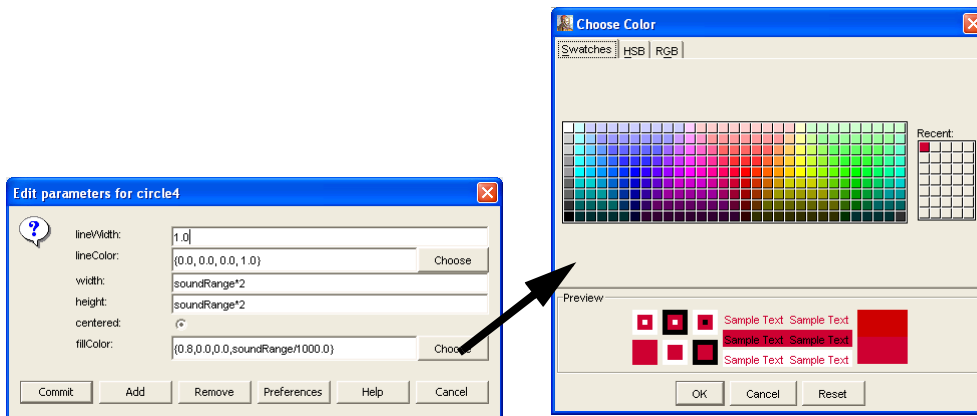 Edit parameters for circle4
lineWidth:
1.0
lineColor:
{0.0, 0.0, 0.0, 1.0}
Choose
width:
soundRange*2
height:
soundRange*2
centered:
fillColor:
{0.8,0.0,0.0,soundRange/1000.0}
Choose
Commit
Add
Remove
Preferences
Help
Cancel
Choose Color
Swatches
HSB
RGB
Recent:
Preview
Sample Text Sample Text
Sample Text Sample Text
Sample Text Sample Text
OK
Cancel
Reset